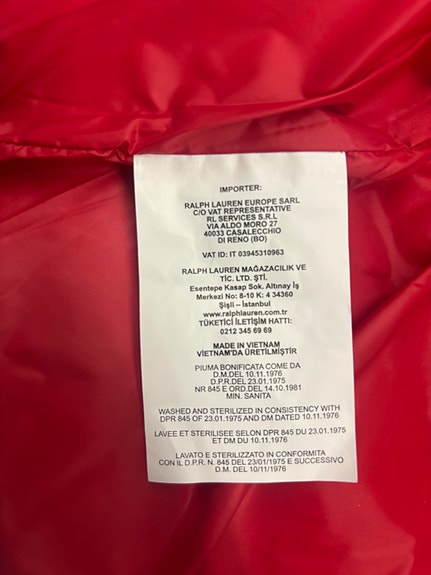 IMPORTER:
RALPH LAUREN EUROPE SARL
C/O VAT REPRESENTATIVE
RL SERVICES S.R.L
VIA ALDO MORO 27
40033 CASALECCHIO
DI RENO (BO)
VAT ID: IT 03945310963
RALPH LAUREN MAĞAZACILIK VE
TİC. LTD. ŞTİ.
Esentepe Kasap Sok. Altınay İş
Merkezi No: 8-10 K: 4 34360
Şişli – İstanbul
www.ralphlauren.com.tr
TÜKETİCİ İLETİŞİM HATTI:
0212 345 69 69
MADE IN VIETNAM
VIETNAM'DA ÜRETİLMİŞTİR
PIUMA BONIFICATA COME DA
D.M.DEL 10.11.1976
D.P.R.DEL 23.01.1975
NR 845 E ORD.DEL 14.10.1981
MIN. SANITA
WASHED AND STERILIZED IN CONSISTENCY WITH
DPR 845 OF 23.01.1975 AND DM DATED 10.11.1976
LAVEE ET STERILISEE SELON DPR 845 DU 23.01.1975
ET DM DU 10.11.1976
LAVATO E STERILIZZATO IN CONFORMITA
CON IL D.P.R. N. 845 DEL 23/01/1975 E SUCCESSIVO
D.M. DEL 10/11/1976